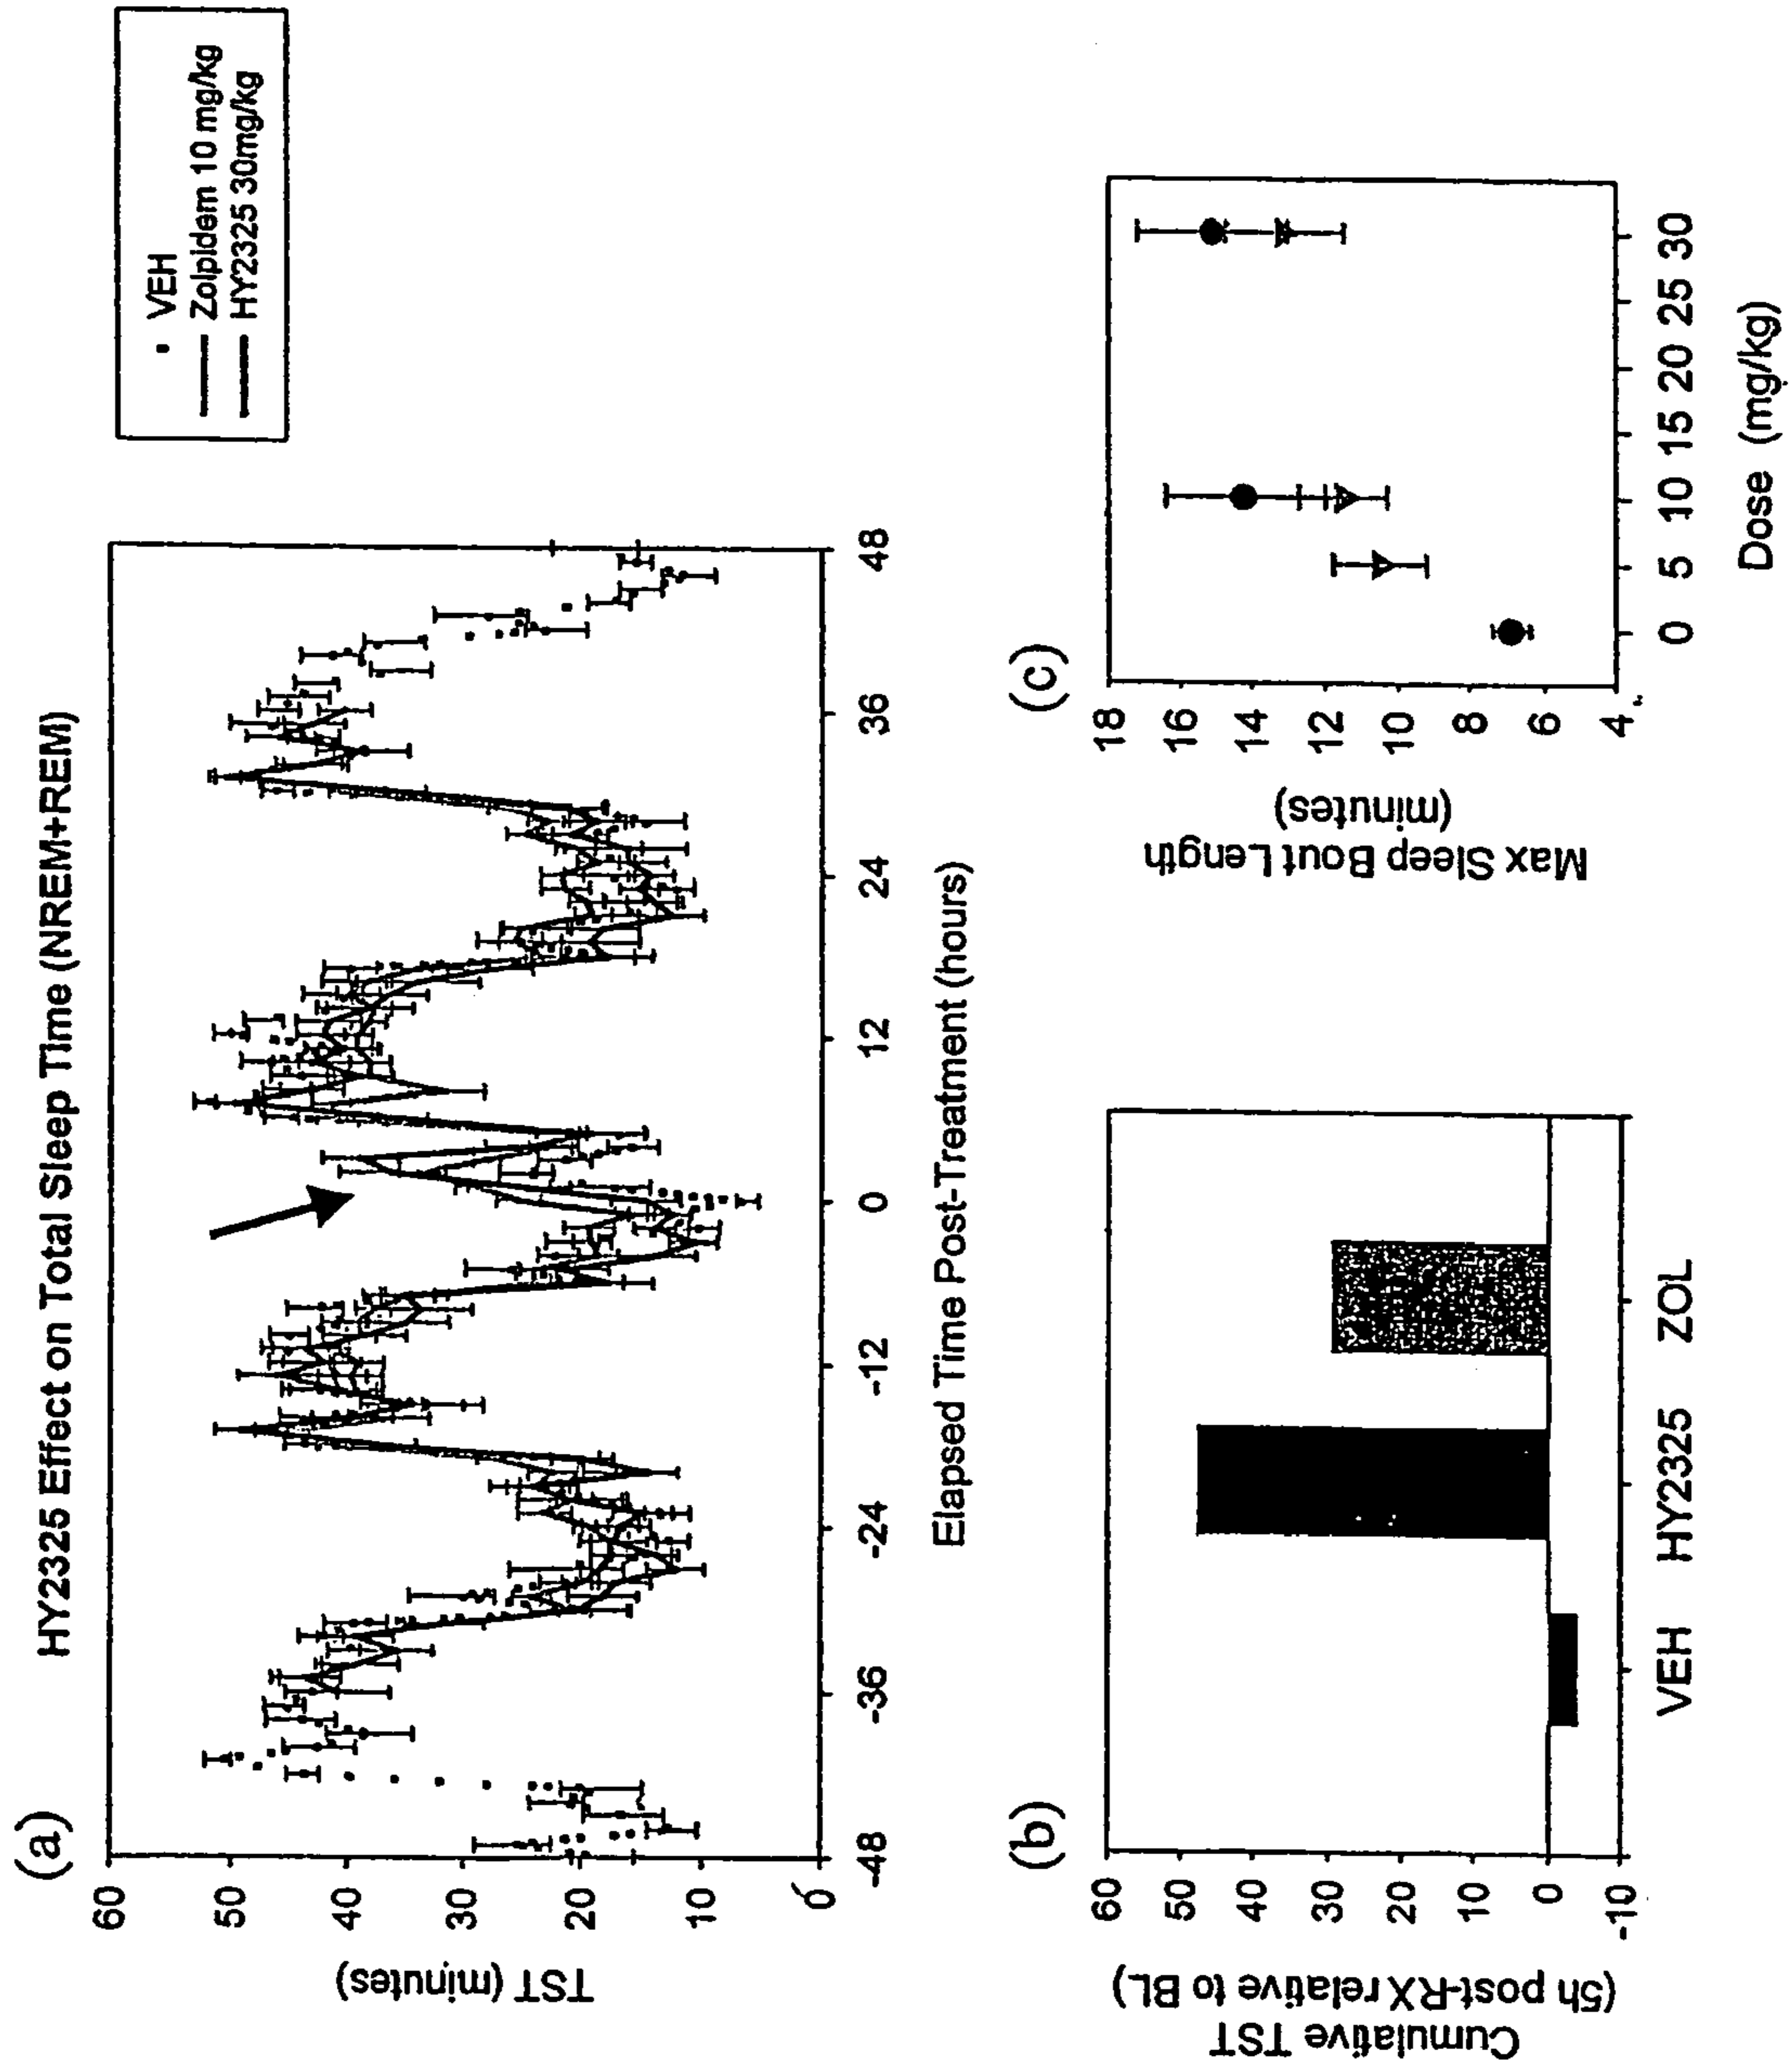 HY2325 Effect on Total Sleep Time (NREM+REM)
(a)
VEH
Zolpidem 10 mg/kg
HY2325 30mg/kg
TST (minutes)
60
50
40
30
20
10
0
-48
-36
-24
-12
0
12
24
36
48
Elapsed Time Post-Treatment (hours)
(b)
Cumulative TST
(5h post-RX relative to BL)
60
50
40
30
20
10
0
-10
VEH
HY2325
ZOL
(c)
Max Sleep Bout Length
(minutes)
18
16
14
12
10
8
6
4
0
5
10
15
20
25
30
Dose (mg/kg)